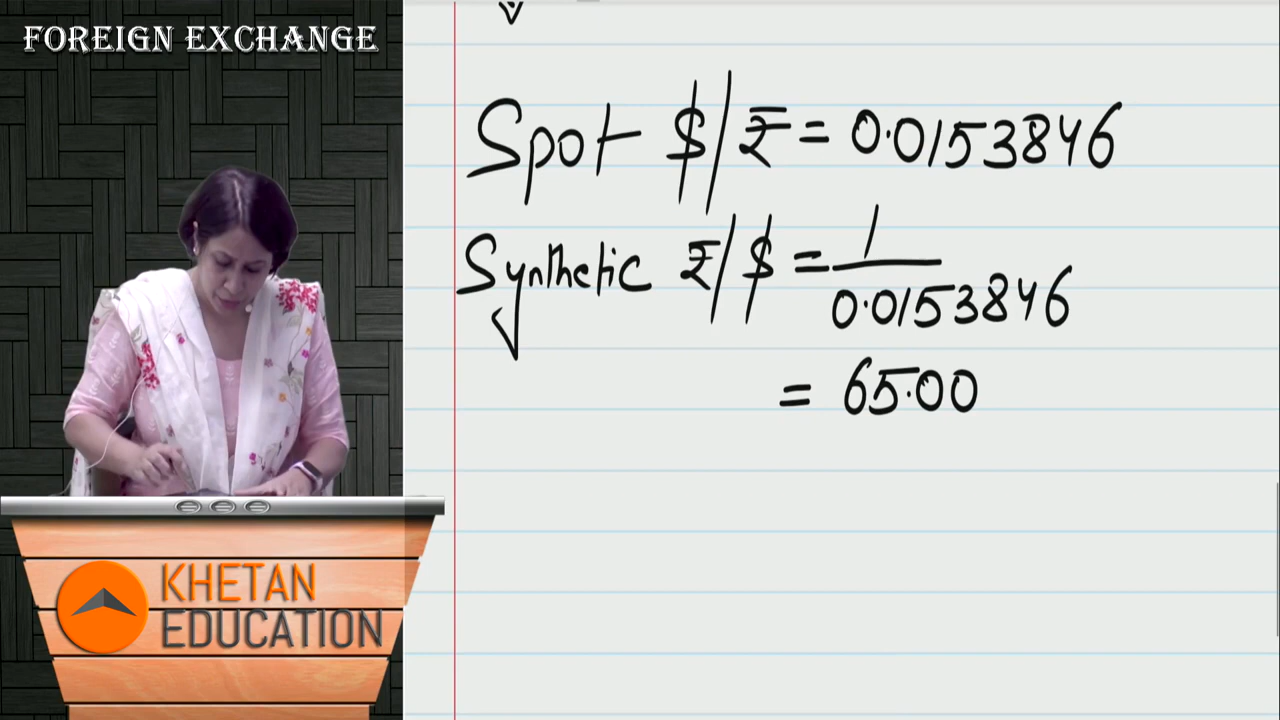 FOREIGN EXCHANGE
Spot $/₹ = 0.0153846
Synthetic ₹/$ = 1
0.0153846
= 65.00
KHETAN
EDUCATION